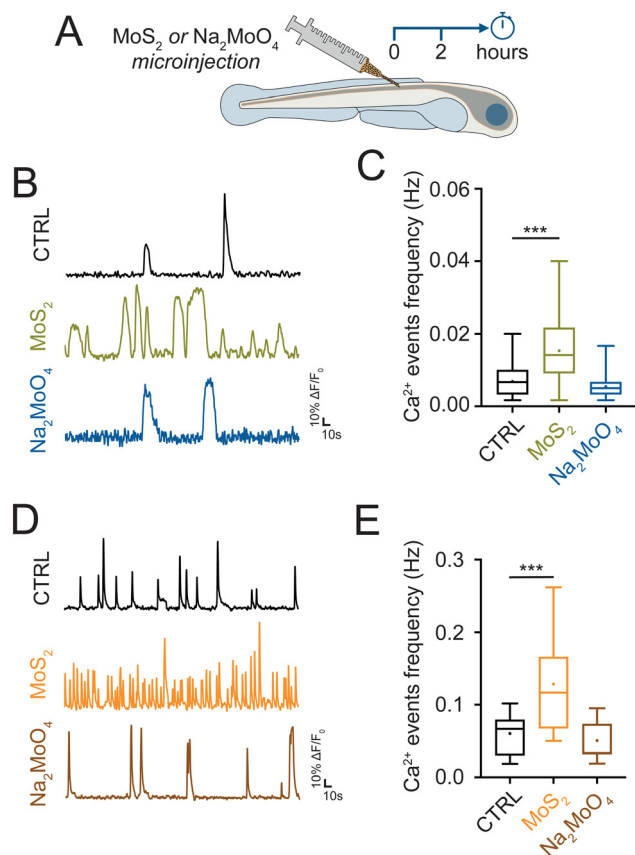 A
MoS₂ or Na₂MoO₄
microinjection
0 2 hours
B
CTRL
MoS₂
Na₂MoO₄
10% ΔF/F₀
10s
C
Ca²⁺ events frequency (Hz)
0.06
0.04
0.02
0.00
***
CTRL
MoS₂
Na₂MoO₄
D
CTRL
MoS₂
Na₂MoO₄
10% ΔF/F₀
10s
E
Ca²⁺ events frequency (Hz)
0.3
0.2
0.1
0.0
***
CTRL
MoS₂
Na₂MoO₄